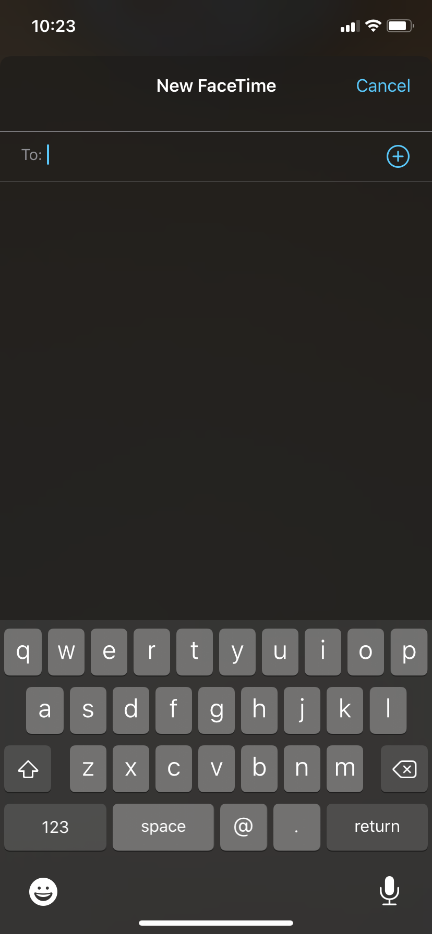 10:23
New FaceTime Cancel
To:
q w e r t y u i o p
a s d f g h j k l
z x c v b n m
123 space @ . return